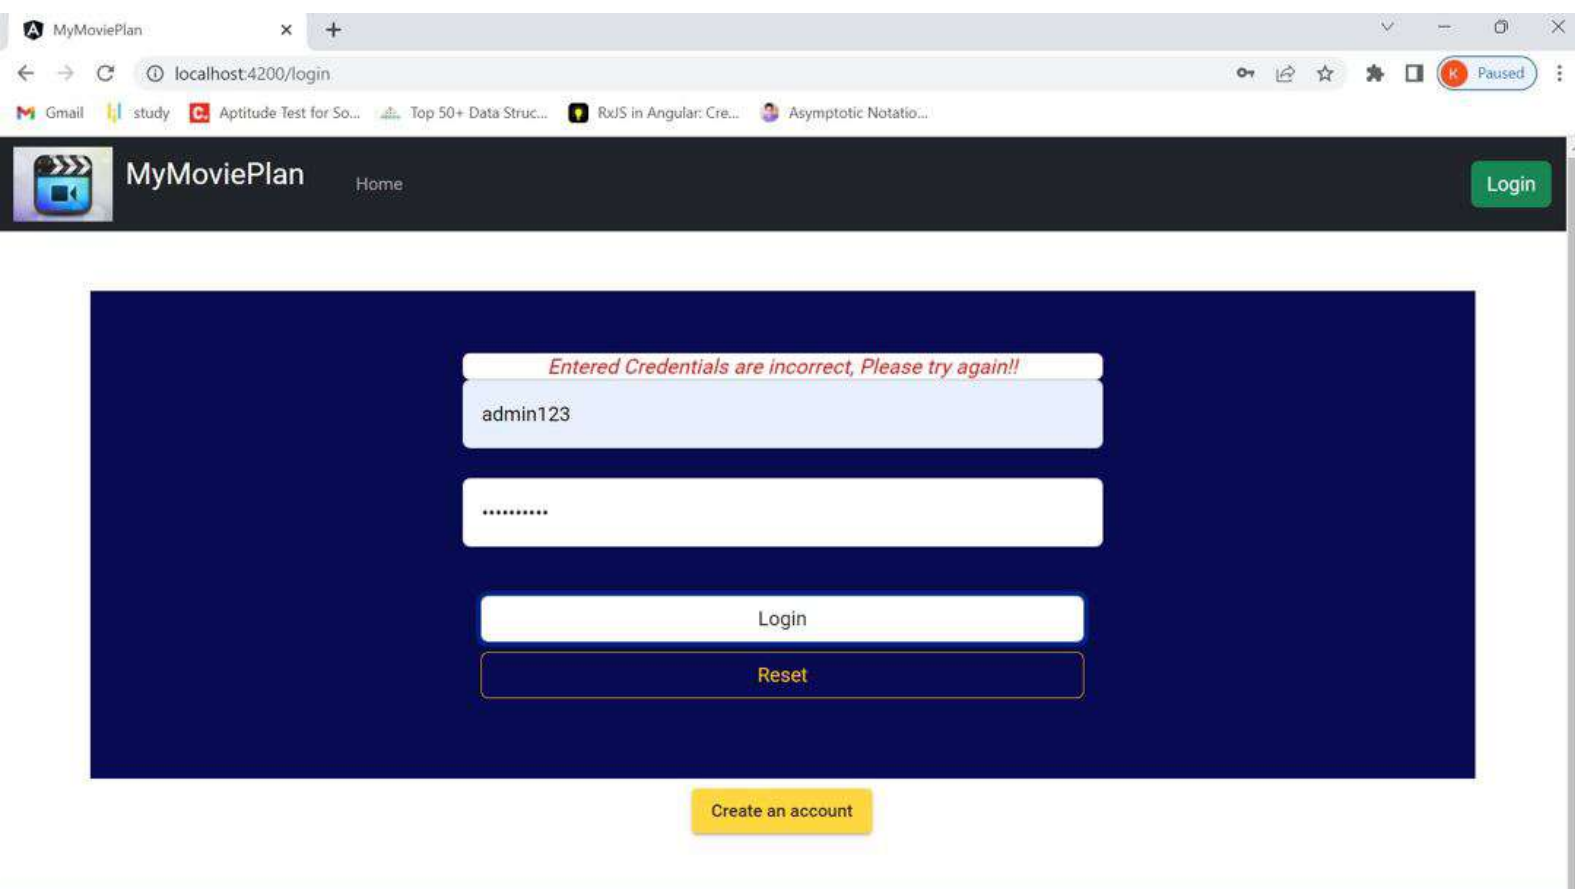 MyMoviePlan
localhost:4200/login
K Paused
Gmail study C. Aptitude Test for So... Top 50+ Data Struc... RxJS in Angular: Cre... Asymptotic Notatio...
MyMoviePlan Home Login
Entered Credentials are incorrect, Please try again!!
admin123
••••••••••
Login
Reset
Create an account